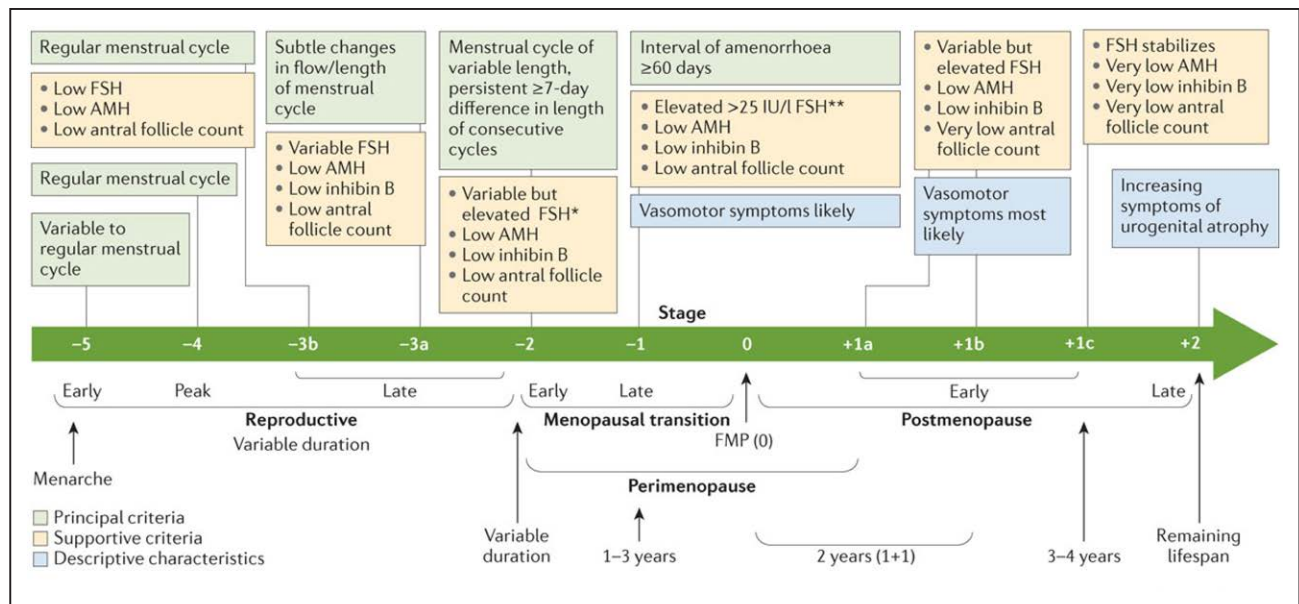 Regular menstrual cycle
• Low FSH
• Low AMH
• Low antral follicle count
Regular menstrual cycle
Variable to
regular menstrual
cycle
Subtle changes
in flow/length
of menstrual
cycle
• Variable FSH
• Low AMH
• Low inhibin B
• Low antral
follicle count
Menstrual cycle of
variable length,
persistent ≥7-day
difference in length
of consecutive
cycles
• Variable but
elevated FSH*
• Low AMH
• Low inhibin B
• Low antral follicle
count
Interval of amenorrhoea
≥60 days
• Elevated >25 IU/l FSH**
• Low AMH
• Low inhibin B
• Low antral follicle count
Vasomotor symptoms likely
• Variable but
elevated FSH
• Low AMH
• Low inhibin B
• Very low antral
follicle count
Vasomotor
symptoms most
likely
• FSH stabilizes
• Very low AMH
• Very low inhibin B
• Very low antral
follicle count
Increasing
symptoms of
urogenital atrophy
Stage
−5 −4 −3b −3a −2 −1 0 +1a +1b +1c +2
Early Peak Late Early Late Early Late
Reproductive Menopausal transition Postmenopause
Variable duration
FMP (0)
Menarche
Perimenopause
Principal criteria
Supportive criteria
Descriptive characteristics
Variable
duration
1–3 years
2 years (1+1)
3–4 years
Remaining
lifespan